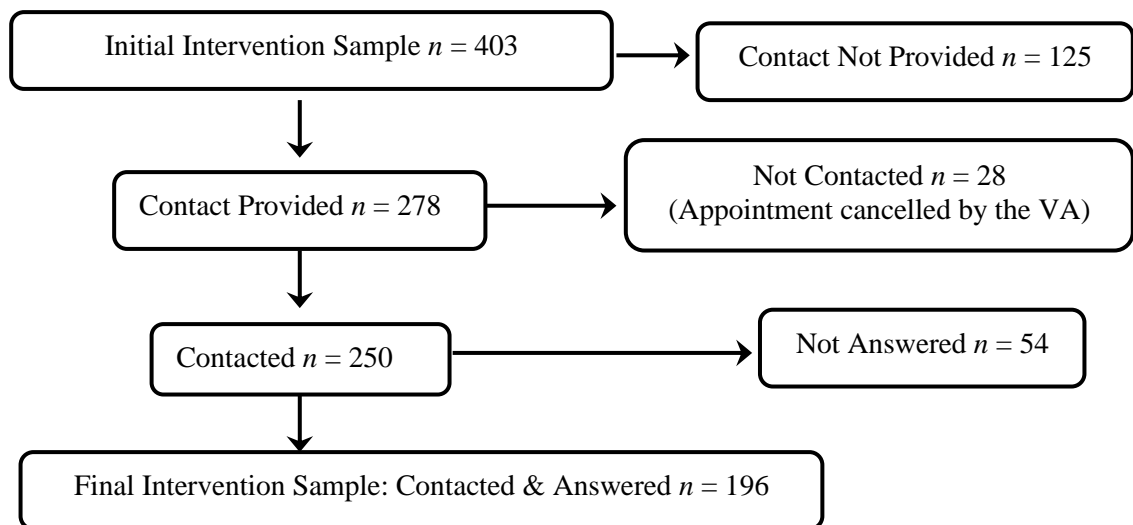 Initial Intervention Sample n = 403
Contact Not Provided n = 125
Contact Provided n = 278
Not Contacted n = 28
(Appointment cancelled by the VA)
Contacted n = 250
Not Answered n = 54
Final Intervention Sample: Contacted & Answered n = 196